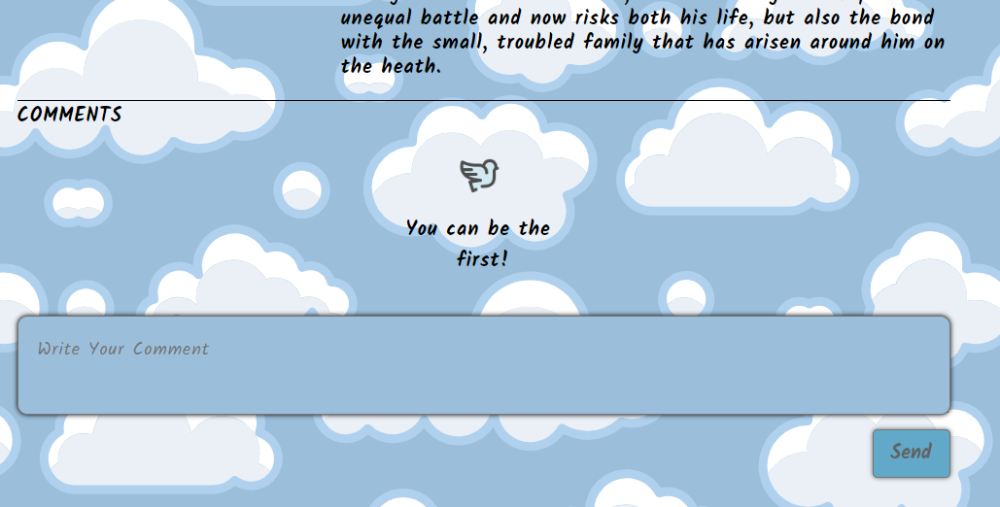 unequal battle and now risks both his life, but also the bond
with the small, troubled family that has arisen around him on
the heath.
COMMENTS
You can be the
first!
Write Your Comment
Send